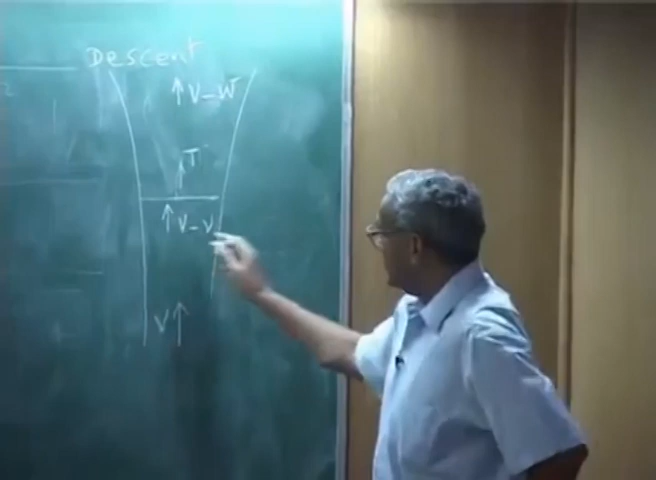 Descent
↑ V-W
↑ T
↑ V-v
V ↑